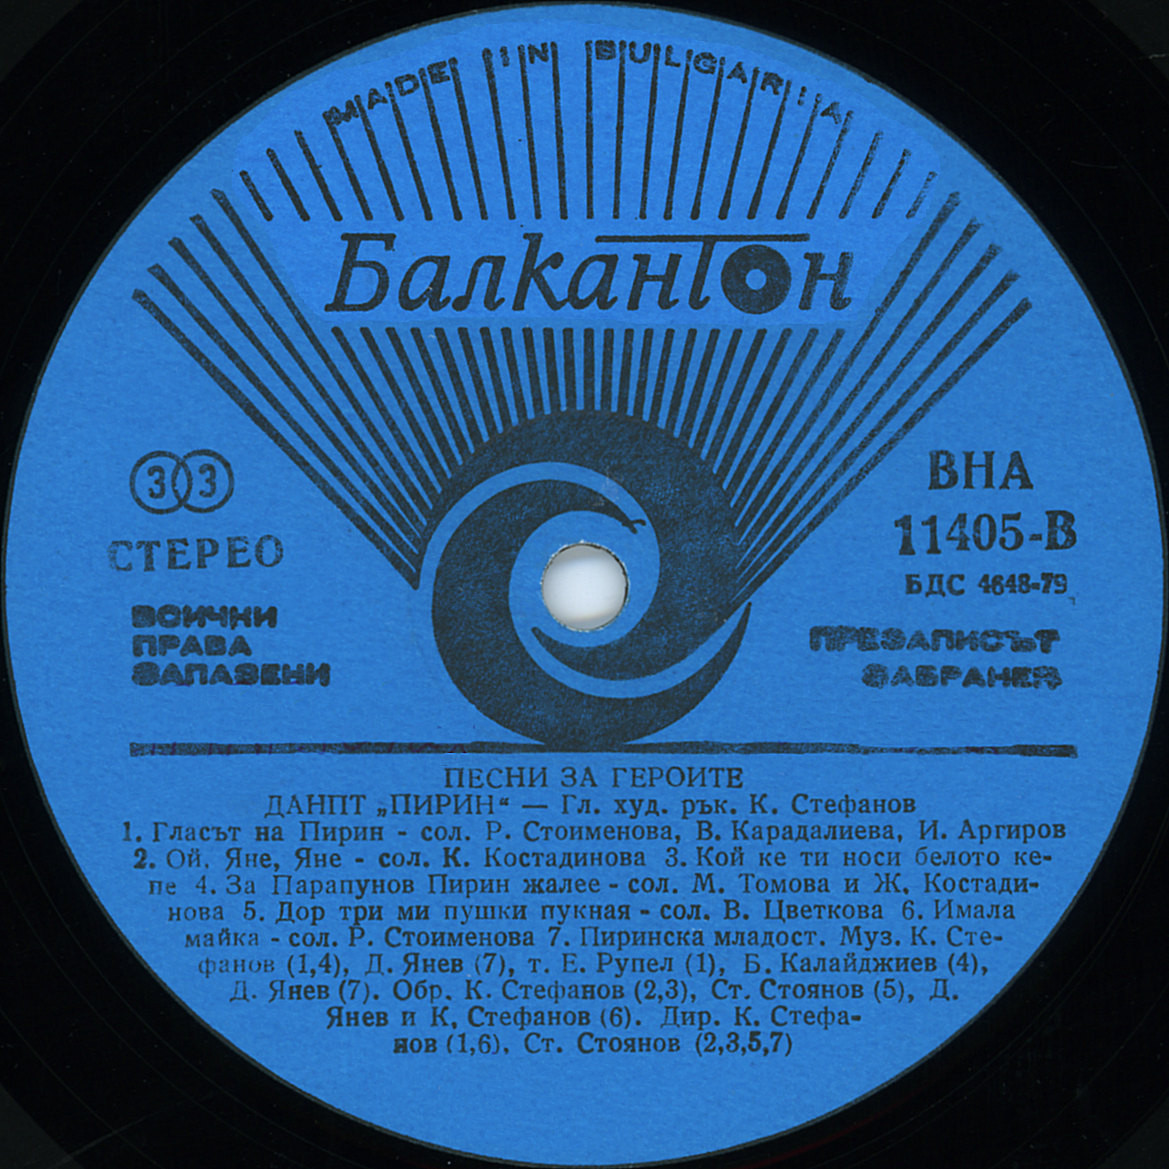 MADE IN BULGARIA
Балкантон
33
СТЕРЕО
ВСИЧКИ
ПРАВА
ЗАПАЗЕНИ
ВНА
11405-В
БДС 4648-79
ПРЕЗАПИСЪТ
ЗАБРАНЕН
ПЕСНИ ЗА ГЕРОИТЕ
ДАНПТ „ПИРИН“ — Гл. худ. рък. К. Стефанов
1. Гласът на Пирин - сол. Р. Стоименова, В. Карадалиева, И. Аргиров
2. Ой, Яне, Яне - сол. К. Костадинова 3. Кой ке ти носи белото ке-
пе 4. За Парапунов Пирин жалее - сол. М. Томова и Ж. Костади-
нова 5. Дор три ми пушки пукная - сол. В. Цветкова 6. Имала
майка - сол. Р. Стоименова 7. Пиринска младост. Муз. К. Сте-
фанов (1,4), Д. Янев (7), т. Е. Рупел (1), Б. Калайджиев (4),
Д. Янев (7). Обр. К. Стефанов (2,3), Ст. Стоянов (5), Д.
Янев и К. Стефанов (6). Дир. К. Стефа-
нов (1,6), Ст. Стоянов (2,3,5,7)